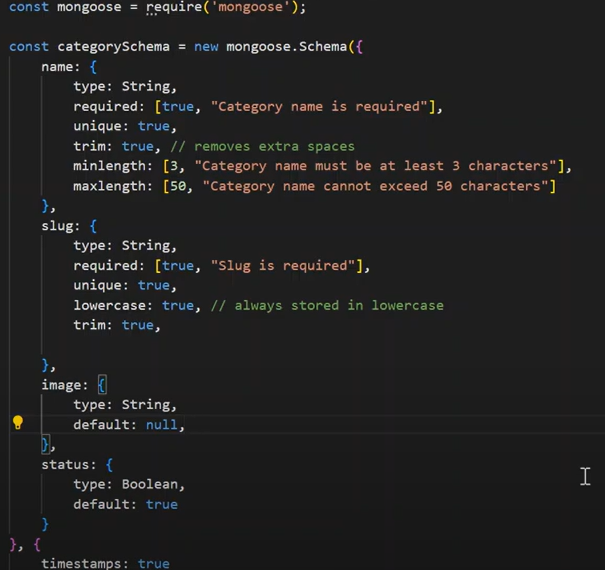 const mongoose = require('mongoose');
const categorySchema = new mongoose.Schema({
name: {
type: String,
required: [true, "Category name is required"],
unique: true,
trim: true, // removes extra spaces
minlength: [3, "Category name must be at least 3 characters"],
maxlength: [50, "Category name cannot exceed 50 characters"]
},
slug: {
type: String,
required: [true, "Slug is required"],
unique: true,
lowercase: true, // always stored in lowercase
trim: true,
},
image: {
type: String,
default: null,
},
status: {
type: Boolean,
default: true
}
}, {
timestamps: true